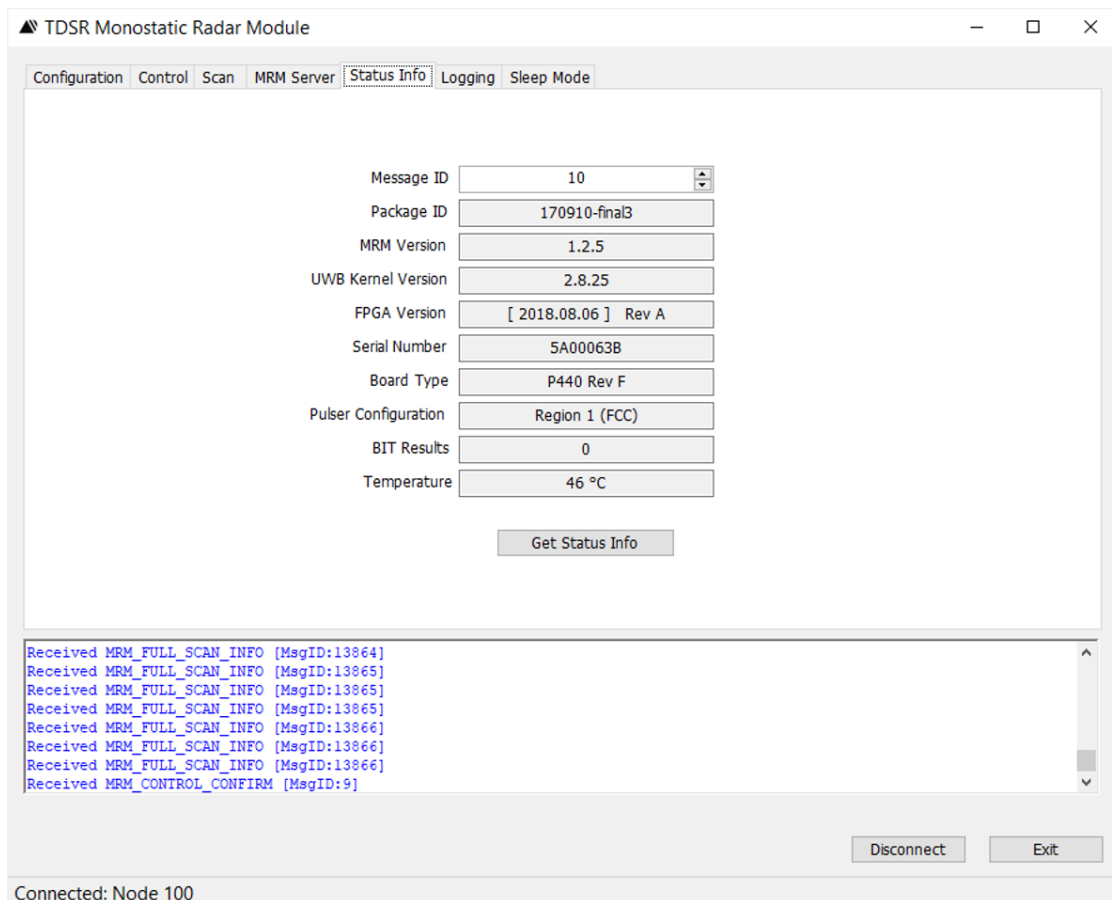 TDSR Monostatic Radar Module
Configuration Control Scan MRM Server Status Info Logging Sleep Mode
Message ID 10
Package ID 170910-final3
MRM Version 1.2.5
UWB Kernel Version 2.8.25
FPGA Version [ 2018.08.06 ] Rev A
Serial Number 5A00063B
Board Type P440 Rev F
Pulser Configuration Region 1 (FCC)
BIT Results 0
Temperature 46 °C
Get Status Info
Received MRM_FULL_SCAN_INFO [MsgID:13864]
Received MRM_FULL_SCAN_INFO [MsgID:13865]
Received MRM_FULL_SCAN_INFO [MsgID:13865]
Received MRM_FULL_SCAN_INFO [MsgID:13865]
Received MRM_FULL_SCAN_INFO [MsgID:13866]
Received MRM_FULL_SCAN_INFO [MsgID:13866]
Received MRM_FULL_SCAN_INFO [MsgID:13866]
Received MRM_CONTROL_CONFIRM [MsgID:9]
Disconnect Exit
Connected: Node 100